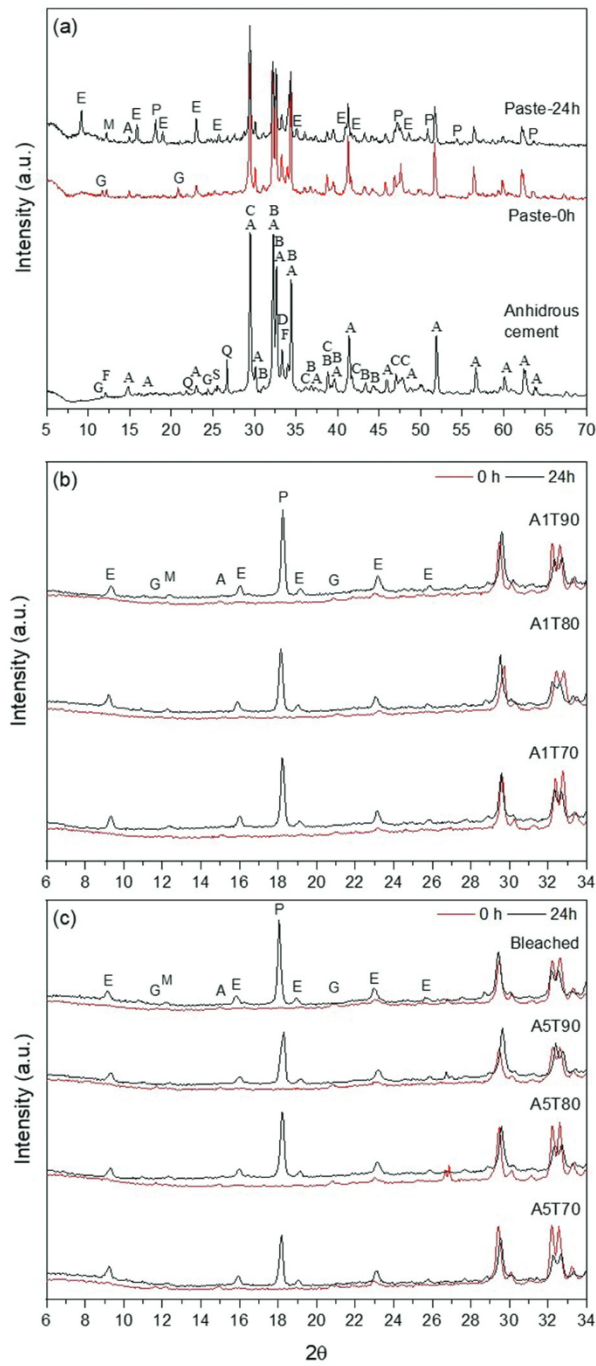 (a)
E M A E P E E E E P E E P P P
Paste-24h
G G
Paste-0h
C B
A A
B
A
B
A
D
F
Anhidrous
cement
G F A A Q A G S Q A B C B A C B B A A C B B A C C A A A A A A
5 10 15 20 25 30 35 40 45 50 55 60 65 70
Intensity (a.u.)
(b)
0 h 24h
P
A1T90
E G M A E E G E E
A1T80
A1T70
6 8 10 12 14 16 18 20 22 24 26 28 30 32 34
Intensity (a.u.)
(c)
0 h 24h
P
Bleached
E G M A E E G E E
A5T90
A5T80
A5T70
6 8 10 12 14 16 18 20 22 24 26 28 30 32 34
Intensity (a.u.)
2θ